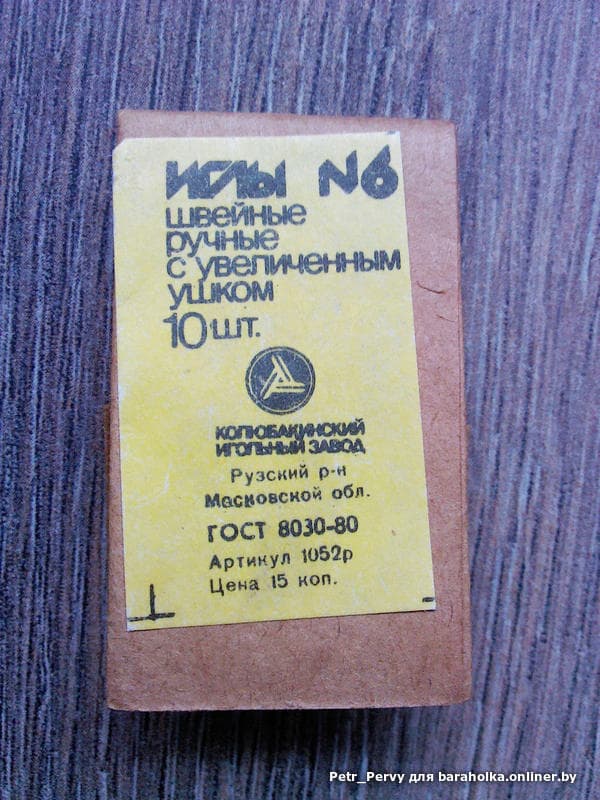 ИГЛЫ N6
швейные
ручные
с увеличенным
ушком
10 шт.
КОЛЮБАКИНСКИЙ
ИГОЛЬНЫЙ ЗАВОД
Рузский р-н
Московской обл.
ГОСТ 8030-80
Артикул 1052р
Цена 15 коп.
Petr_Pervy для baraholka.onliner.by